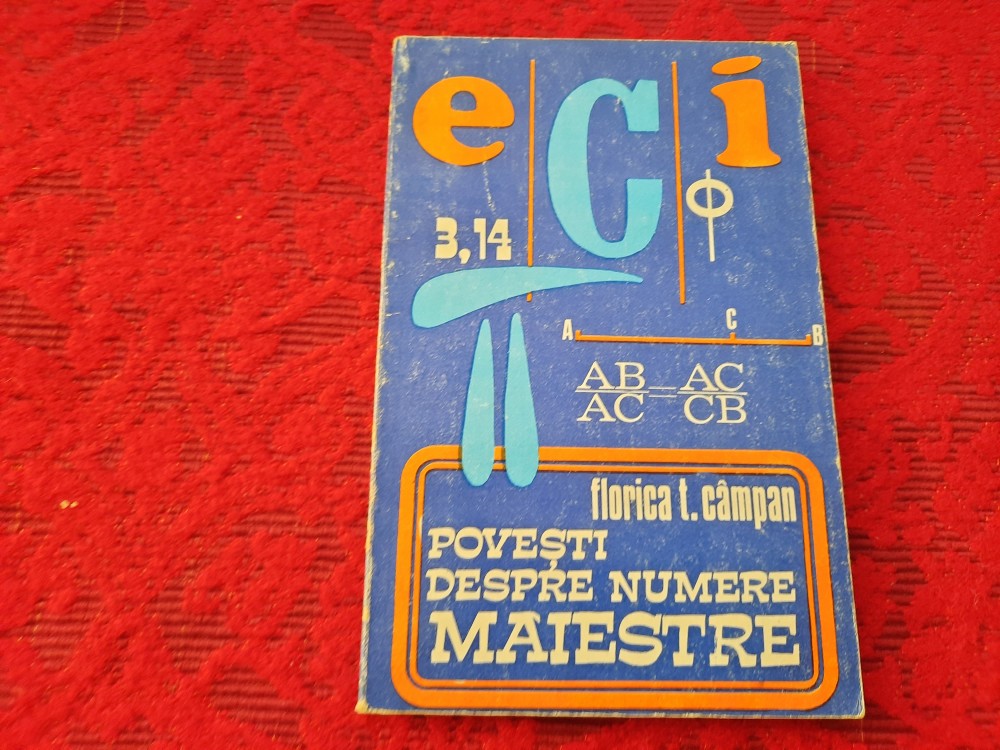 e C i
φ
3,14
π
A C B
AB = AC
AC CB
florica t. câmpan
POVEȘTI
DESPRE NUMERE
MAIESTRE